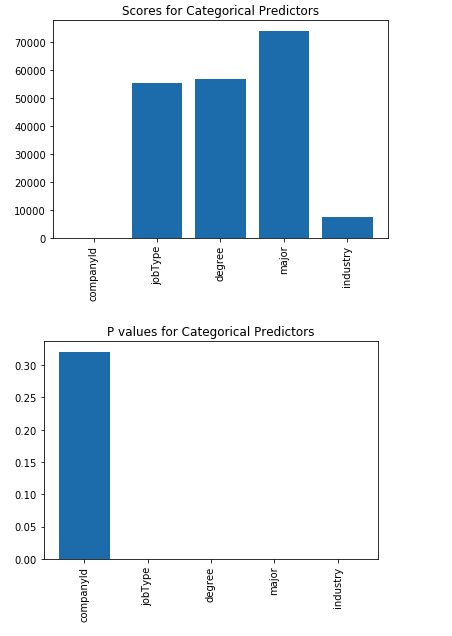 Scores for Categorical Predictors
70000
60000
50000
40000
30000
20000
10000
0
companyId
jobType
degree
major
industry
P values for Categorical Predictors
0.30
0.25
0.20
0.15
0.10
0.05
0.00
companyId
jobType
degree
major
industry